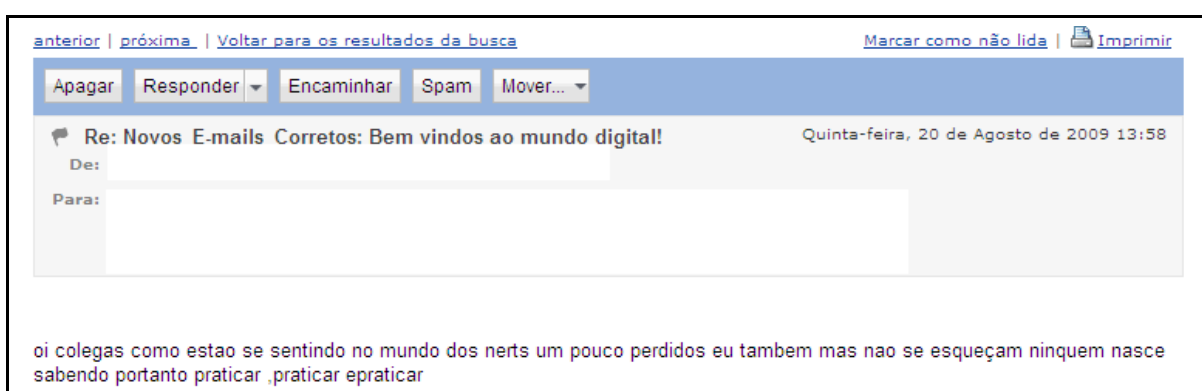 anterior | próxima | Voltar para os resultados da busca Marcar como não lida | Imprimir
Apagar Responder Encaminhar Spam Mover...
Re: Novos E-mails Corretos: Bem vindos ao mundo digital! Quinta-feira, 20 de Agosto de 2009 13:58
De:
Para:
oi colegas como estao se sentindo no mundo dos nerts um pouco perdidos eu tambem mas nao se esqueçam ninquem nasce
sabendo portanto praticar ,praticar epraticar